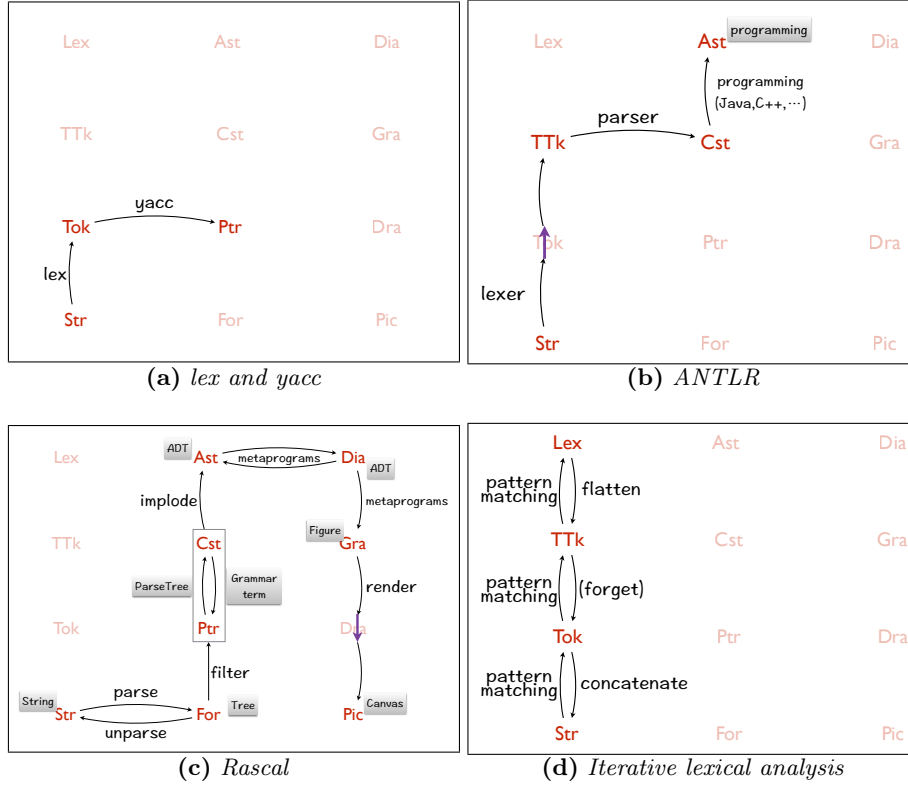 Lex Ast Dia
TTk Cst Gra
yacc
Tok Ptr Dra
lex
Str For Pic
(a) lex and yacc
Lex Ast programming Dia
programming
(Java,C++,⋯)
parser
TTk Cst Gra
Tok Ptr Dra
lexer
Str For Pic
(b) ANTLR
Lex ADT Ast metaprograms Dia ADT
implode metaprograms
Figure
TTk Cst Gra
ParseTree Grammar term render
Tok Ptr Dra
filter
String parse Tree Canvas
Str For Pic
unparse
(c) Rascal
Lex Ast Dia
pattern
matching flatten
TTk Cst Gra
pattern
matching (forget)
Tok Ptr Dra
pattern
matching concatenate
Str For Pic
(d) Iterative lexical analysis